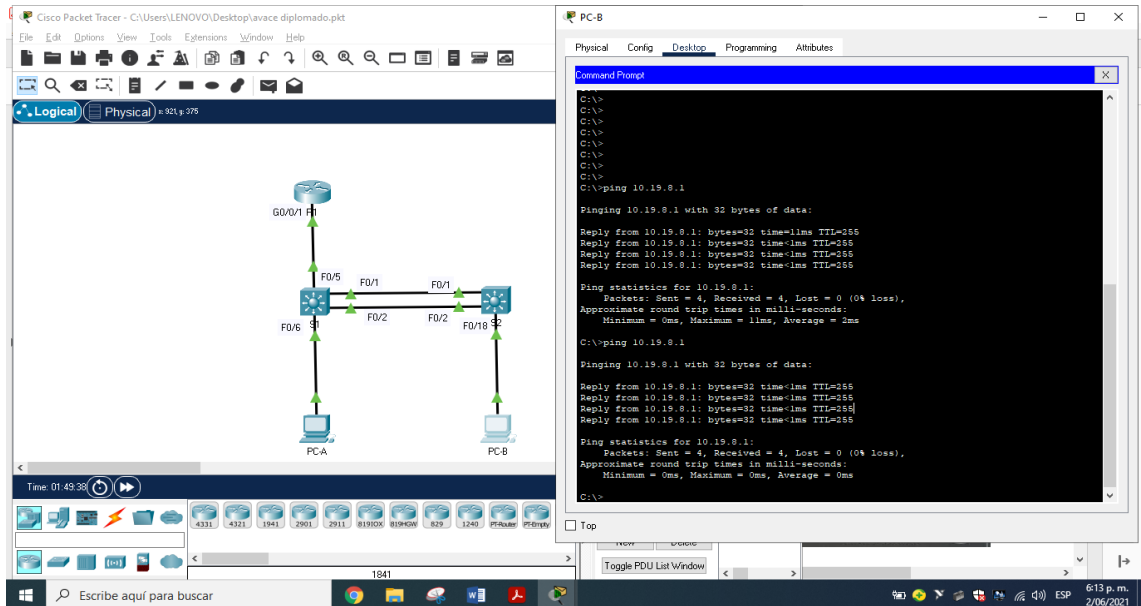 Cisco Packet Tracer - C:\Users\LENOVO\Desktop\avace diplomado.pkt
File Edit Options View Tools Extensions Window Help
Logical Physical x: 921, y: 375
G0/0/1 R1
F0/5
F0/1
F0/1
F0/2
F0/2
F0/6
S1
F0/18
S2
PC-A
PC-B
Time: 01:49:38
4331 4321 1941 2901 2911 819IOX 819HGW 829 1240 PT-Router PT-Empty
1841
PC-B
Physical Config Desktop Programming Attributes
Command Prompt
X
C:\>
C:\>
C:\>
C:\>
C:\>
C:\>
C:\>
C:\>
C:\>ping 10.19.8.1
Pinging 10.19.8.1 with 32 bytes of data:
Reply from 10.19.8.1: bytes=32 time=11ms TTL=255
Reply from 10.19.8.1: bytes=32 time<1ms TTL=255
Reply from 10.19.8.1: bytes=32 time<1ms TTL=255
Reply from 10.19.8.1: bytes=32 time<1ms TTL=255
Ping statistics for 10.19.8.1:
Packets: Sent = 4, Received = 4, Lost = 0 (0% loss),
Approximate round trip times in milli-seconds:
Minimum = 0ms, Maximum = 11ms, Average = 2ms
C:\>ping 10.19.8.1
Pinging 10.19.8.1 with 32 bytes of data:
Reply from 10.19.8.1: bytes=32 time<1ms TTL=255
Reply from 10.19.8.1: bytes=32 time<1ms TTL=255
Reply from 10.19.8.1: bytes=32 time<1ms TTL=255
Reply from 10.19.8.1: bytes=32 time<1ms TTL=255
Ping statistics for 10.19.8.1:
Packets: Sent = 4, Received = 4, Lost = 0 (0% loss),
Approximate round trip times in milli-seconds:
Minimum = 0ms, Maximum = 0ms, Average = 0ms
C:\>
Top
New Delete
Toggle PDU List Window
Escribe aquí para buscar
ESP
6:13 p. m.
2/06/2021